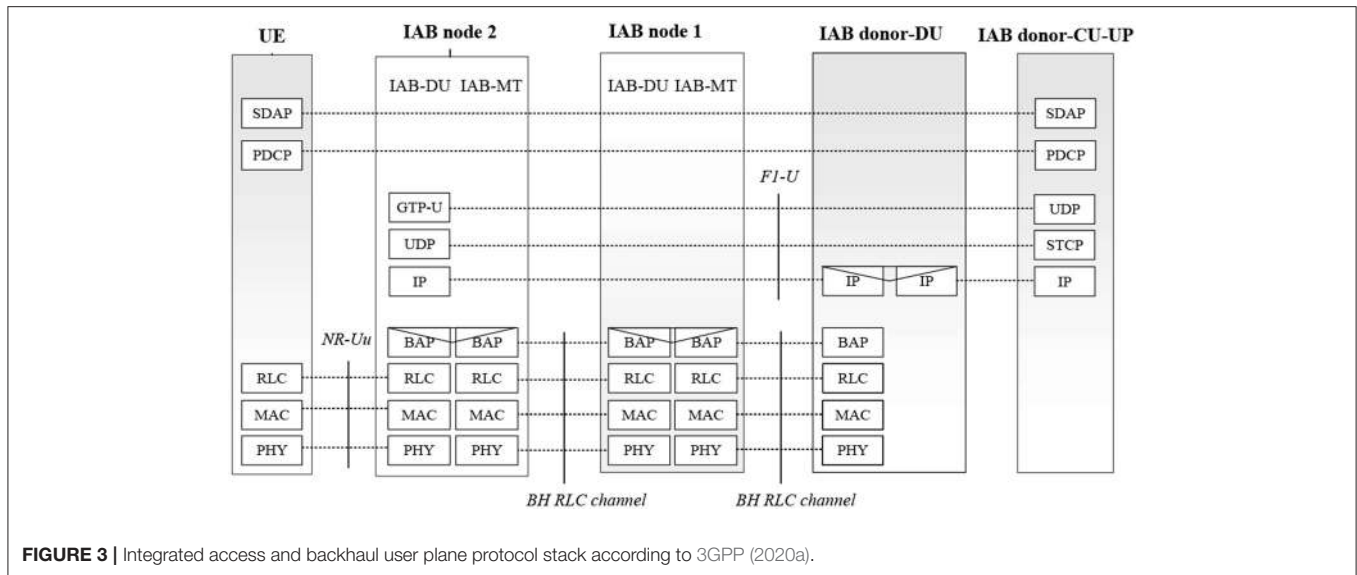 UE IAB node 2 IAB node 1 IAB donor-DU IAB donor-CU-UP
IAB-DU IAB-MT IAB-DU IAB-MT
SDAP SDAP
PDCP PDCP
F1-U
GTP-U UDP
UDP STCP
IP IP IP IP
NR-Uu
BAP BAP BAP BAP BAP
RLC RLC RLC RLC RLC RLC
MAC MAC MAC MAC MAC MAC
PHY PHY PHY PHY PHY PHY
BH RLC channel BH RLC channel
FIGURE 3 | Integrated access and backhaul user plane protocol stack according to 3GPP (2020a).